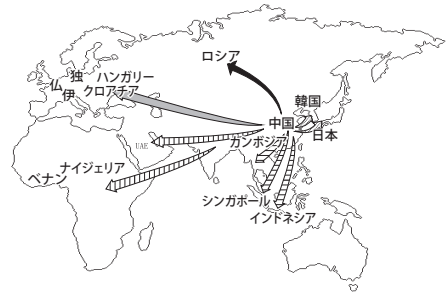 ロシア
独
仏
伊
ハンガリー
クロアチア
韓国
中国
日本
カンボジア
UAE
ナイジェリア
ベナン
シンガポール
インドネシア